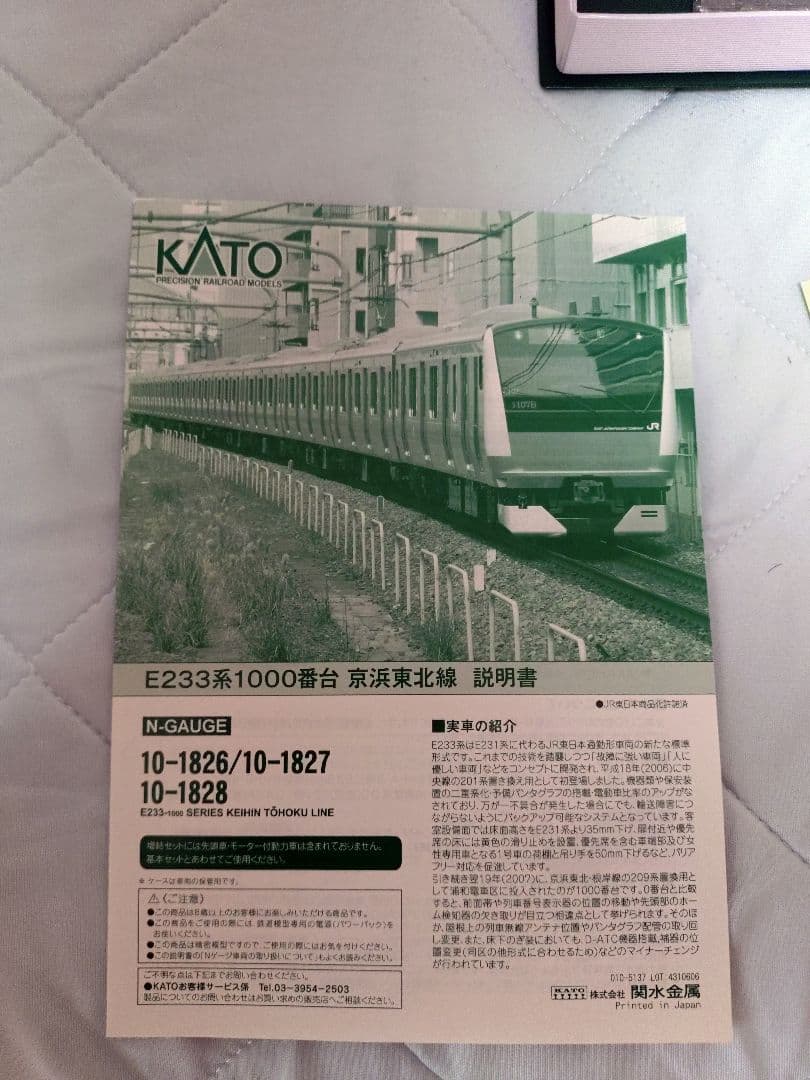 KATO
PRECISION RAILROAD MODELS
JR
E233系1000番台 京浜東北線 説明書
●JR東日本商品化許諾済
N-GAUGE
10-1826/10-1827
10-1828
E233-1000 SERIES KEIHIN TŌHOKU LINE
増結セットには先頭車・モーター付動力車は含まれておりません。
基本セットとあわせてご使用ください。
※ ケースは車両の保管用です。
⚠〈ご注意〉
●この商品は8歳以上のお客様にお楽しみいただける商品です。
●この商品をご使用の際には、鉄道模型専用の電源(パワーパック)を
お使いください。
●この商品は精密模型ですので、ご使用の際にはお気を付けください。
●この説明書の「Nゲージ車両の取り扱いについて」もよくお読みください。
ご不明な点は下記までお問い合わせください。
●KATOお客様サービス係 Tel.03-3954-2503
製品についてのお問い合わせはお買い求めの販売店へご相談ください。
■実車の紹介
E233系はE231系に代わるJR東日本通勤形車両の新たな標準
形式です。これまでの技術を踏襲しつつ「故障に強い車両」「人に
優しい車両」などをコンセプトに開発され、平成18年(2006)に中
央線の201系置き換え用として初登場しました。機器類や保安装
置の二重系化・予備パンタグラフの搭載・電動車比率のアップがな
されており、万が一不具合が発生した場合にでも、輸送障害につ
ながらないようにバックアップ可能なシステムとなっています。客
室設備面では床面高さをE231系より35mm下げ、扉付近や優先
席の床には黄色の滑り止めを設置、優先席を含む車端部及び女
性専用車となる1号車の荷棚と吊り手を50mm下げるなど、バリア
フリー対応を促進しています。
引き続き翌19年(2007)に、京浜東北・根岸線の209系置換用とし
て浦和電車区に投入されたのが1000番台です。0番台と比較
すると、前面帯や列車番号表示器の位置の移動や先頭部のホー
ム検知器の欠き取りが目立つ相違点として挙げられます。そのほ
か、屋根上の列車無線アンテナ位置やパンタグラフ配管の取り回
し変更、また、床下のぎ装においても、D-ATC機器搭載、補器の位
置変更(司区の他形式に合わせるため)などのマイナーチェンジ
が行われています。
010-5137 LOT 4310606
KATO 株式会社 関水金属
Printed in Japan